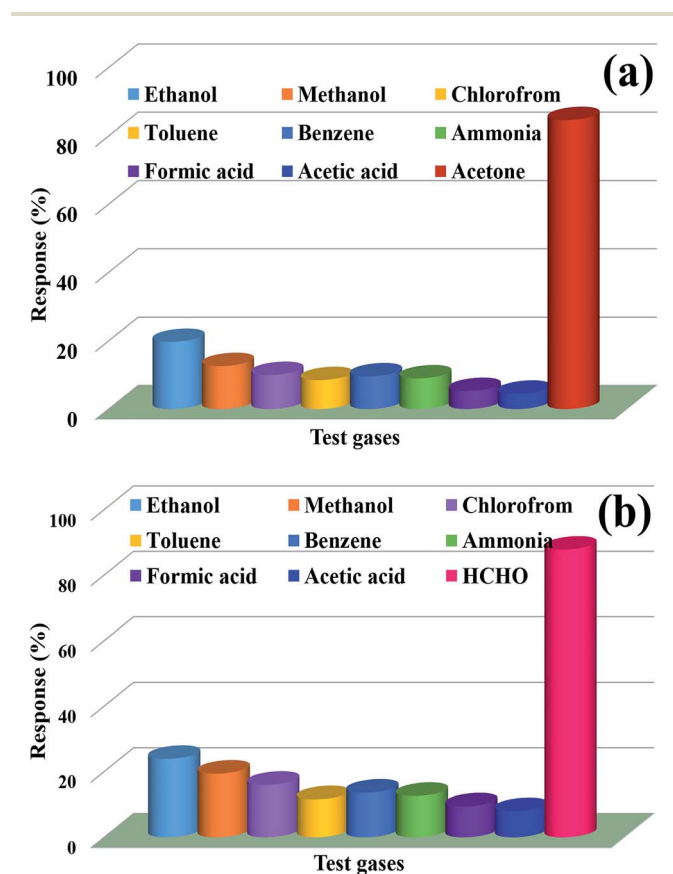 (a)
100
80
60
40
20
0
Response (%)
Ethanol Methanol Chlorofrom
Toluene Benzene Ammonia
Formic acid Acetic acid Acetone
Test gases
(b)
100
80
60
40
20
0
Response (%)
Ethanol Methanol Chlorofrom
Toluene Benzene Ammonia
Formic acid Acetic acid HCHO
Test gases